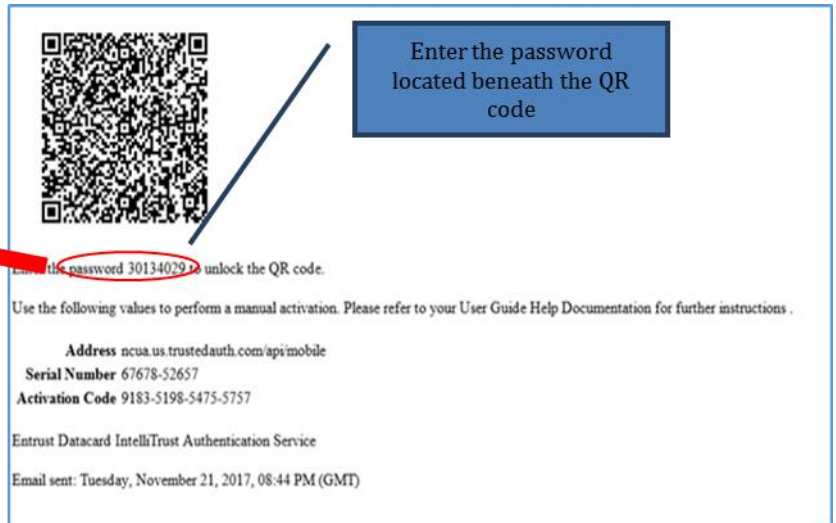 Enter the password
located beneath the QR
code
Enter the password 30134029 to unlock the QR code.
Use the following values to perform a manual activation. Please refer to your User Guide Help Documentation for further instructions .
Address ncua.us.trustedauth.com/api/mobile
Serial Number 67678-52657
Activation Code 9183-5198-5475-5757
Entrust Datacard IntelliTrust Authentication Service
Email sent: Tuesday, November 21, 2017, 08:44 PM (GMT)